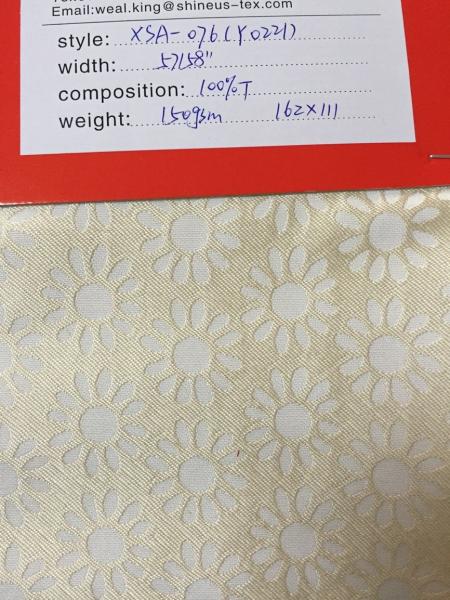 Email:weal.king@shineus-tex.com
style: XSA-076(Y0221)
width: 57/58"
composition: 100%T
weight: 150gsm 162X111